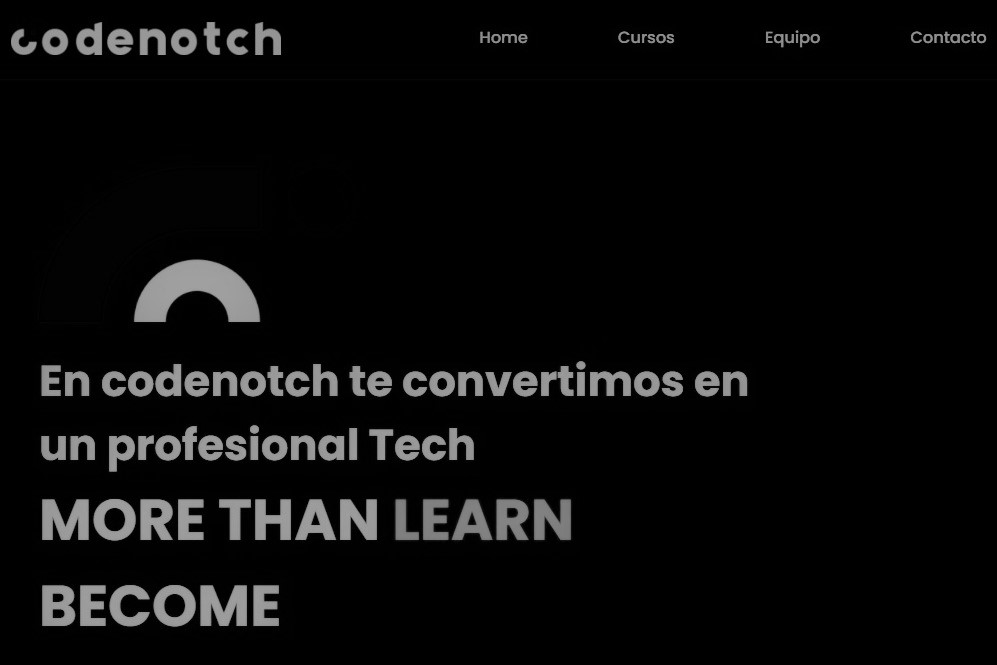 codenotch
Home Cursos Equipo Contacto
En codenotch te convertimos en
un profesional Tech
MORE THAN LEARN
BECOME